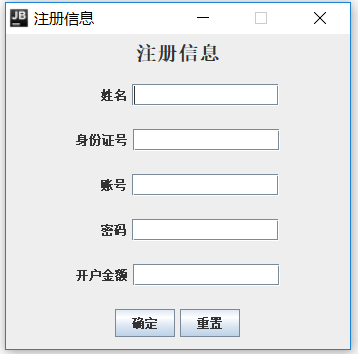 JB 注册信息
注册信息
姓名
身份证号
账号
密码
开户金额
确定 重置